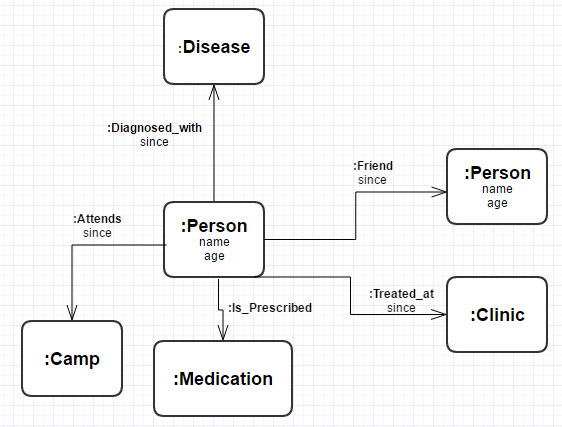 :Disease
:Diagnosed_with
since
:Friend
since
:Person
name
age
:Attends
since
:Person
name
age
:Is_Prescribed
:Treated_at
since
:Clinic
:Camp
:Medication